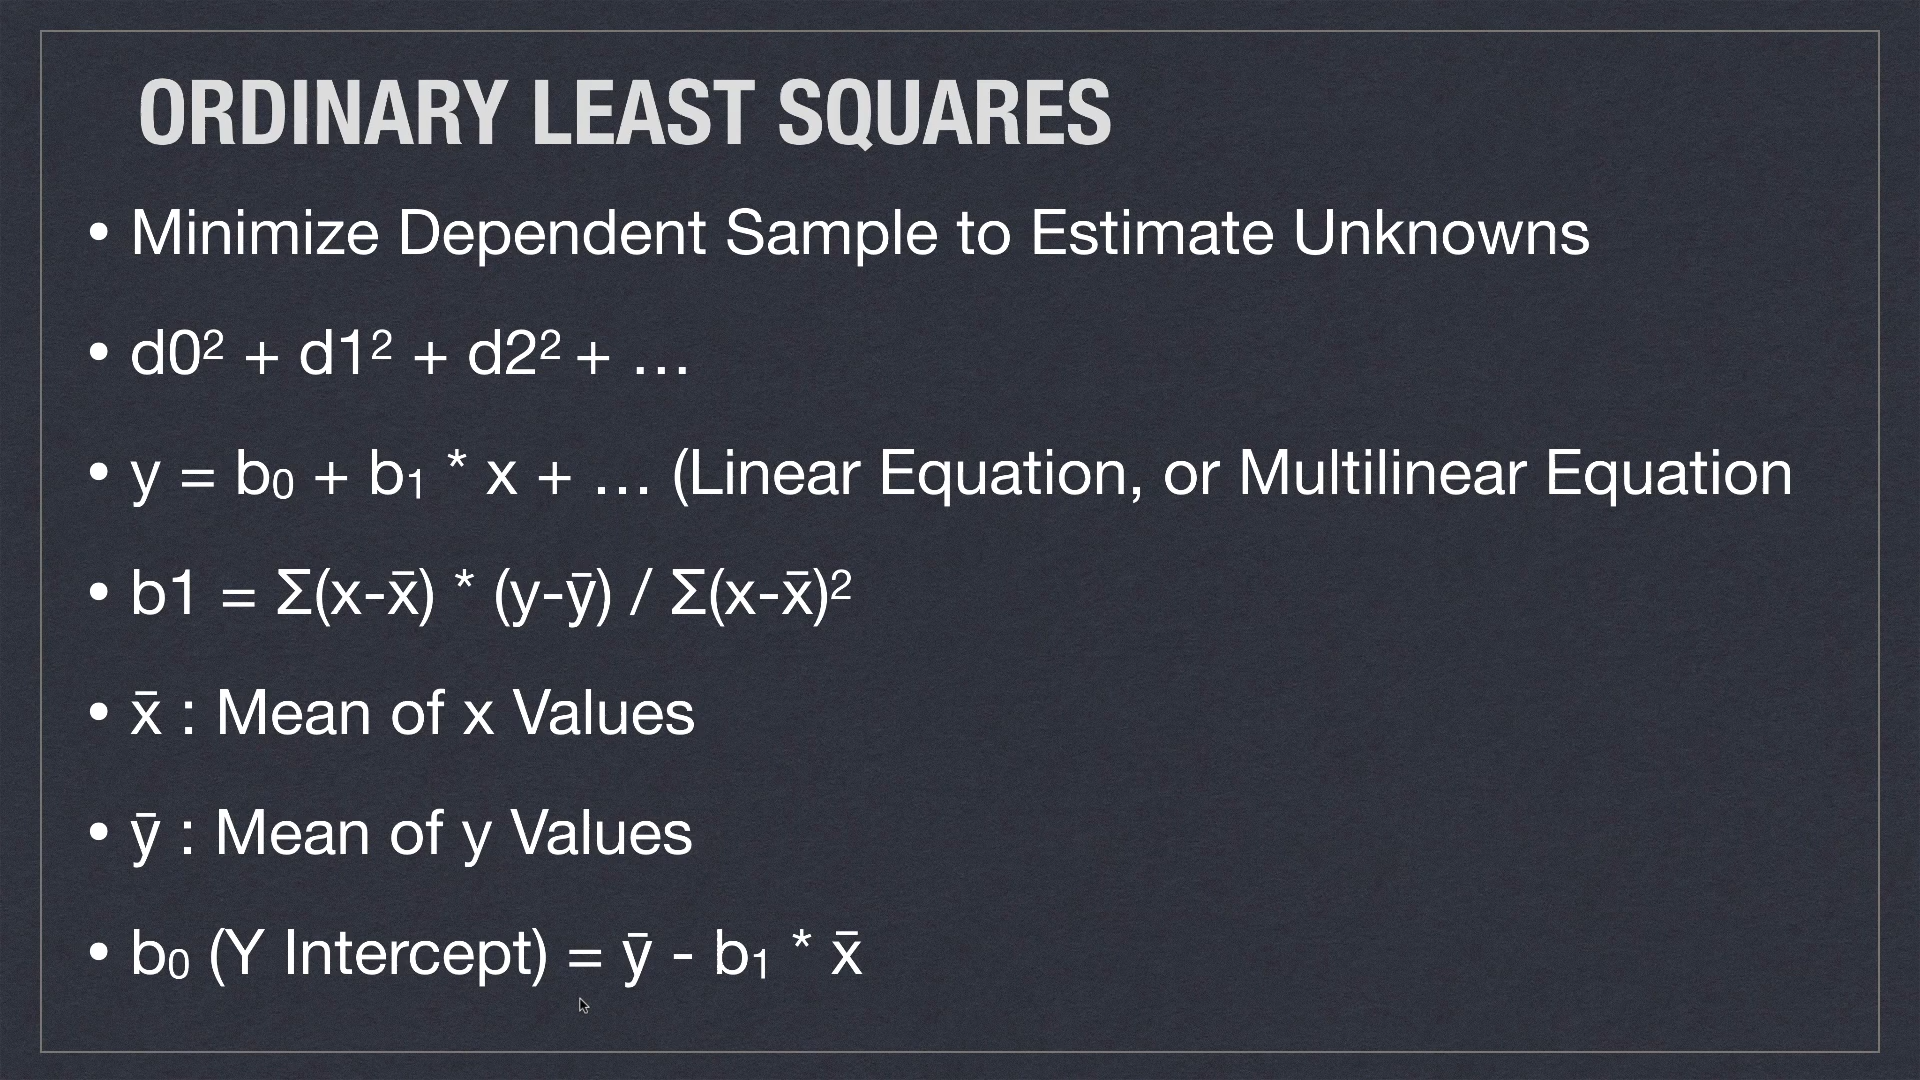 ORDINARY LEAST SQUARES
• Minimize Dependent Sample to Estimate Unknowns
• d0² + d1² + d2² + …
• y = b₀ + b₁ * x + … (Linear Equation, or Multilinear Equation
• b1 = Σ(x-x̄) * (y-ȳ) / Σ(x-x̄)²
• x̄ : Mean of x Values
• ȳ : Mean of y Values
• b₀ (Y Intercept) = ȳ - b₁ * x̄